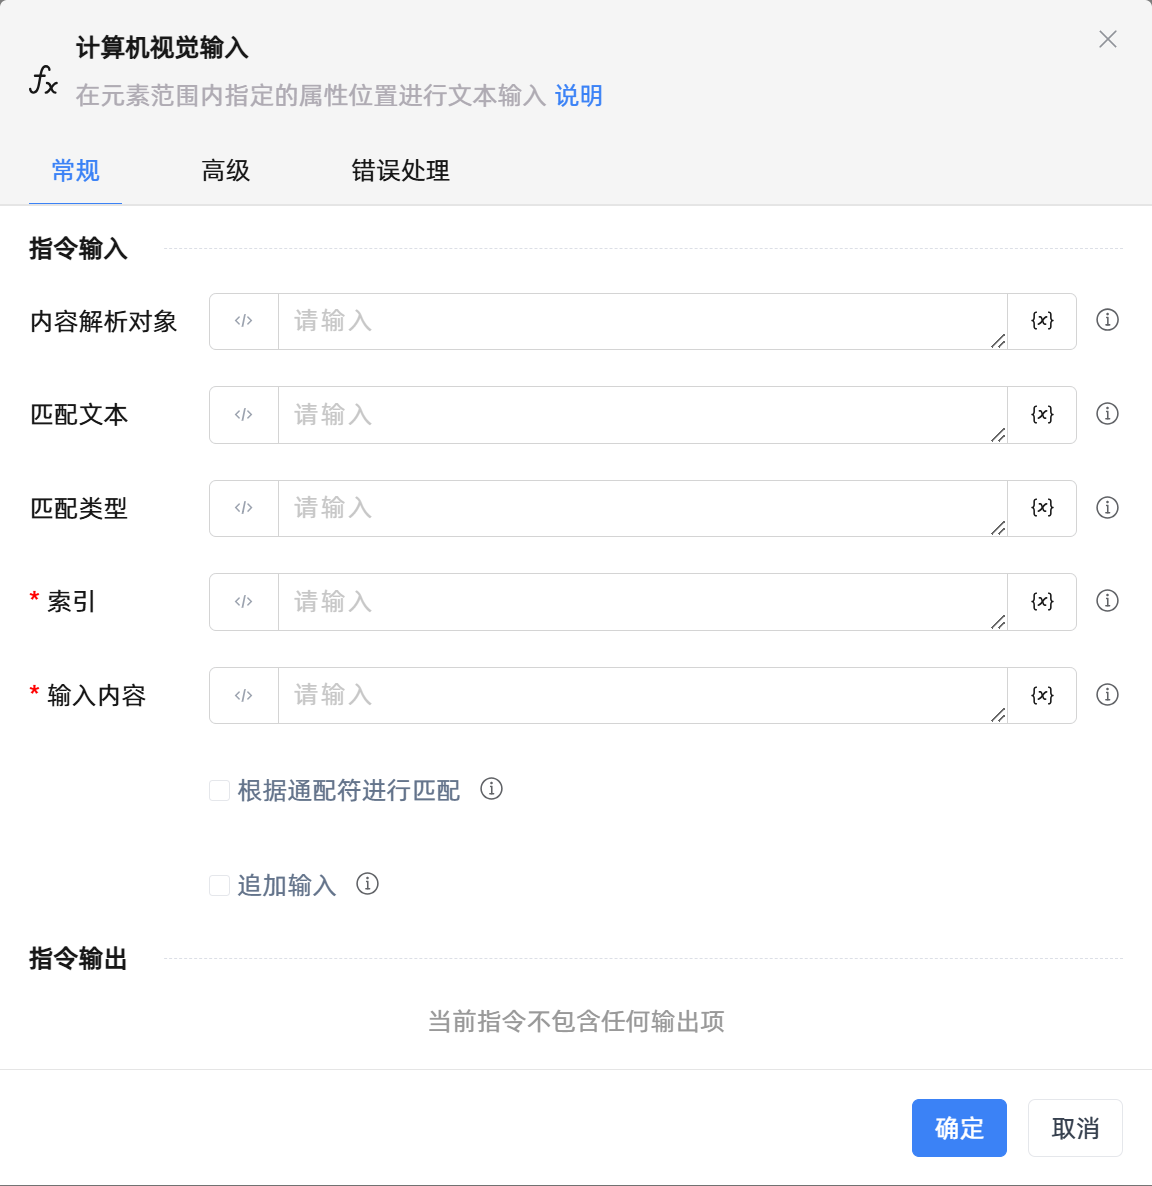 计算机视觉输入
在元素范围内指定的属性位置进行文本输入 说明
常规 高级 错误处理
指令输入
内容解析对象 </> 请输入 {x}
匹配文本 </> 请输入 {x}
匹配类型 </> 请输入 {x}
* 索引 </> 请输入 {x}
* 输入内容 </> 请输入 {x}
根据通配符进行匹配
追加输入
指令输出
当前指令不包含任何输出项
确定 取消